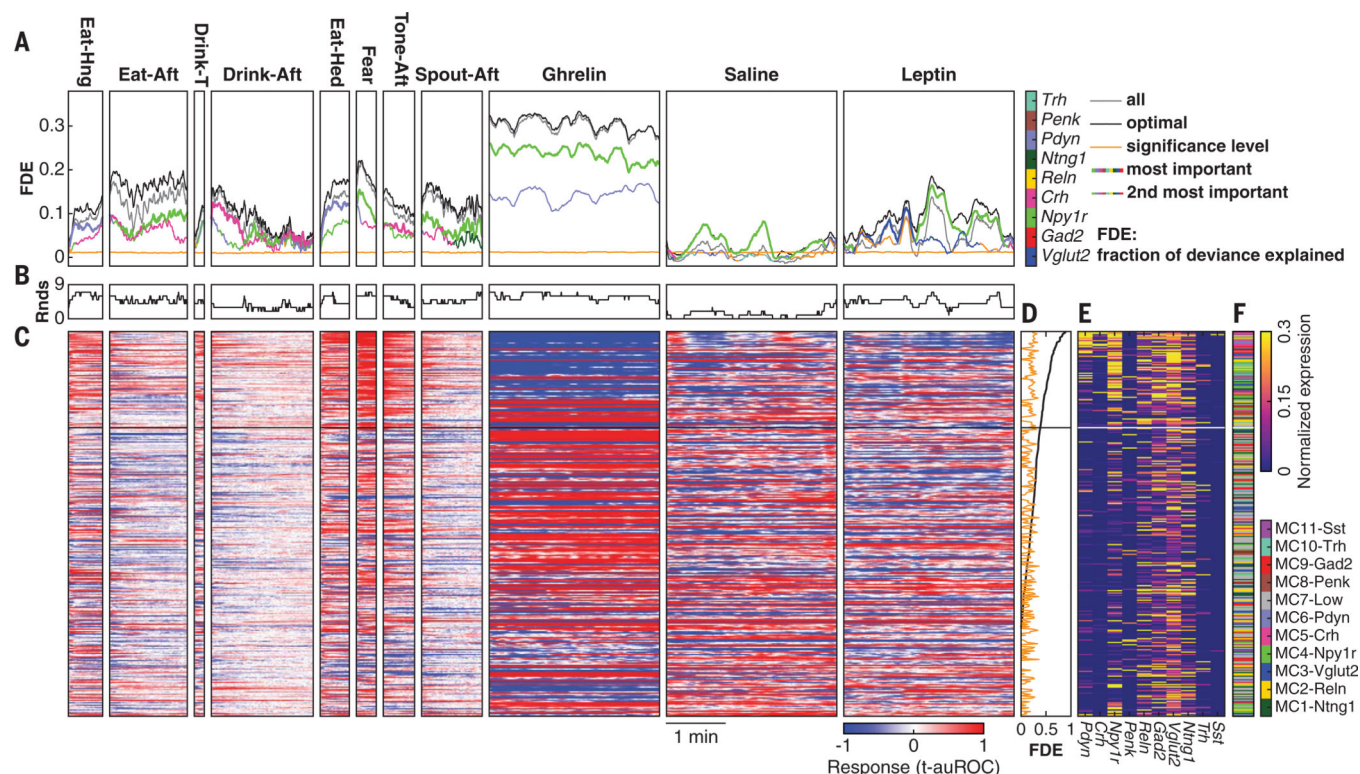 A
Eat-Hng
Eat-Aft
Drink-T
Drink-Aft
Eat-Hed
Fear
Tone-Aft
Spout-Aft
Ghrelin
Saline
Leptin
FDE
0.3
0.2
0.1
0
Trh
Penk
Pdyn
Ntng1
Reln
Crh
Npy1r
Gad2
Vglut2
all
optimal
significance level
most important
2nd most important
FDE:
fraction of deviance explained
B
Rnds
9
0
C
1 min
-1 0 1
Response (t-auROC)
D
0 0.5 1
FDE
E
Pdyn
Crh
Npy1r
Penk
Reln
Gad2
Vglut2
Ntng1
Trh
Sst
F
0.3
0.15
0
Normalized expression
MC11-Sst
MC10-Trh
MC9-Gad2
MC8-Penk
MC7-Low
MC6-Pdyn
MC5-Crh
MC4-Npy1r
MC3-Vglut2
MC2-Reln
MC1-Ntng1